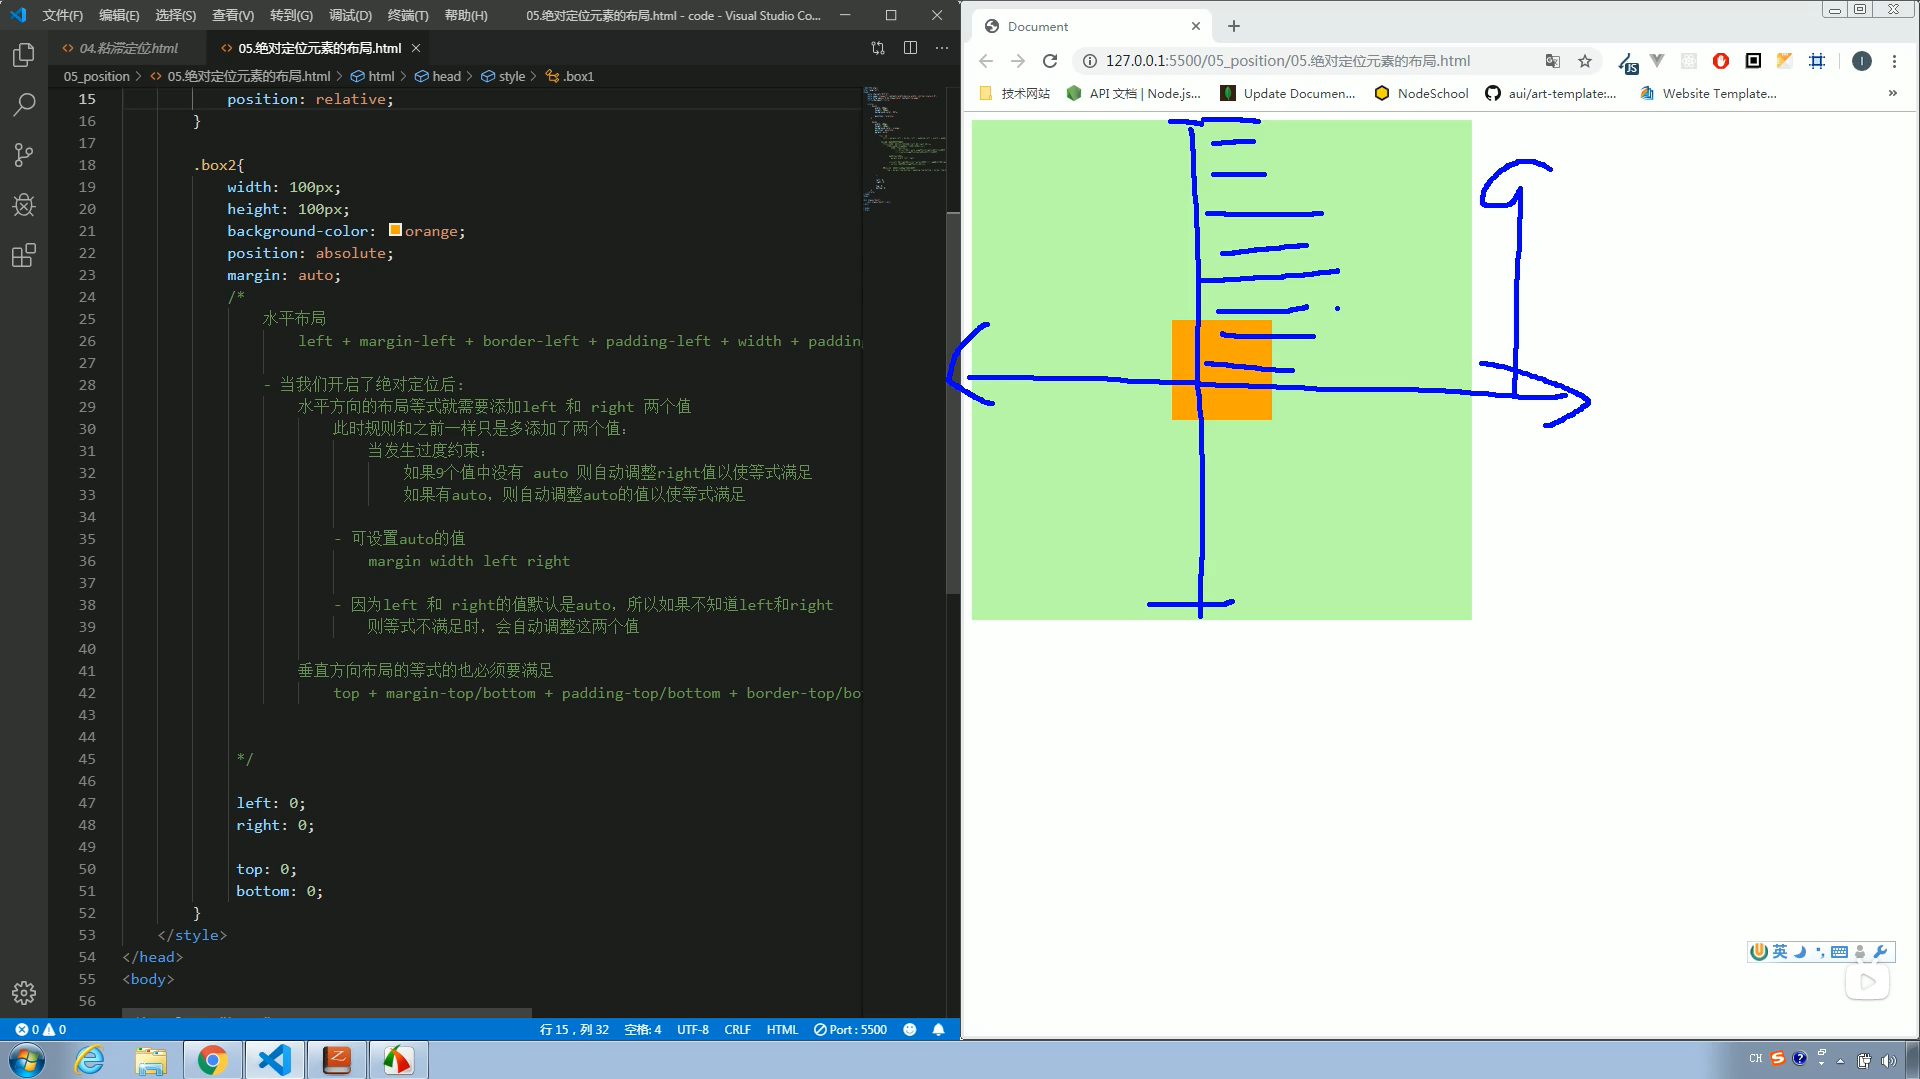 文件(F) 编辑(E) 选择(S) 查看(V) 转到(G) 调试(D) 终端(T) 帮助(H) 05.绝对定位元素的布局.html - code - Visual Studio Co...
04.粘滞定位.html 05.绝对定位元素的布局.html
05_position > 05.绝对定位元素的布局.html > html > head > style > .box1
15 position: relative;
16 }
17
18 .box2{
19 width: 100px;
20 height: 100px;
21 background-color: orange;
22 position: absolute;
23 margin: auto;
24 /*
25 水平布局
26 left + margin-left + border-left + padding-left + width + paddin
27
28 - 当我们开启了绝对定位后:
29 水平方向的布局等式就需要添加left 和 right 两个值
30 此时规则和之前一样只是多添加了两个值:
31 当发生过度约束:
32 如果9个值中没有 auto 则自动调整right值以使等式满足
33 如果有auto，则自动调整auto的值以使等式满足
34
35 - 可设置auto的值
36 margin width left right
37
38 - 因为left 和 right的值默认是auto，所以如果不知道left和right
39 则等式不满足时，会自动调整这两个值
40
41 垂直方向布局的等式的也必须要满足
42 top + margin-top/bottom + padding-top/bottom + border-top/bo
43
44
45 */
46
47 left: 0;
48 right: 0;
49
50 top: 0;
51 bottom: 0;
52 }
53 </style>
54 </head>
55 <body>
56
0 0 行 15，列 32 空格: 4 UTF-8 CRLF HTML Port : 5500
Document
127.0.0.1:5500/05_position/05.绝对定位元素的布局.html
技术网站 API 文档 | Node.js... Update Documen... NodeSchool aui/art-template:... Website Template... »
英
CH